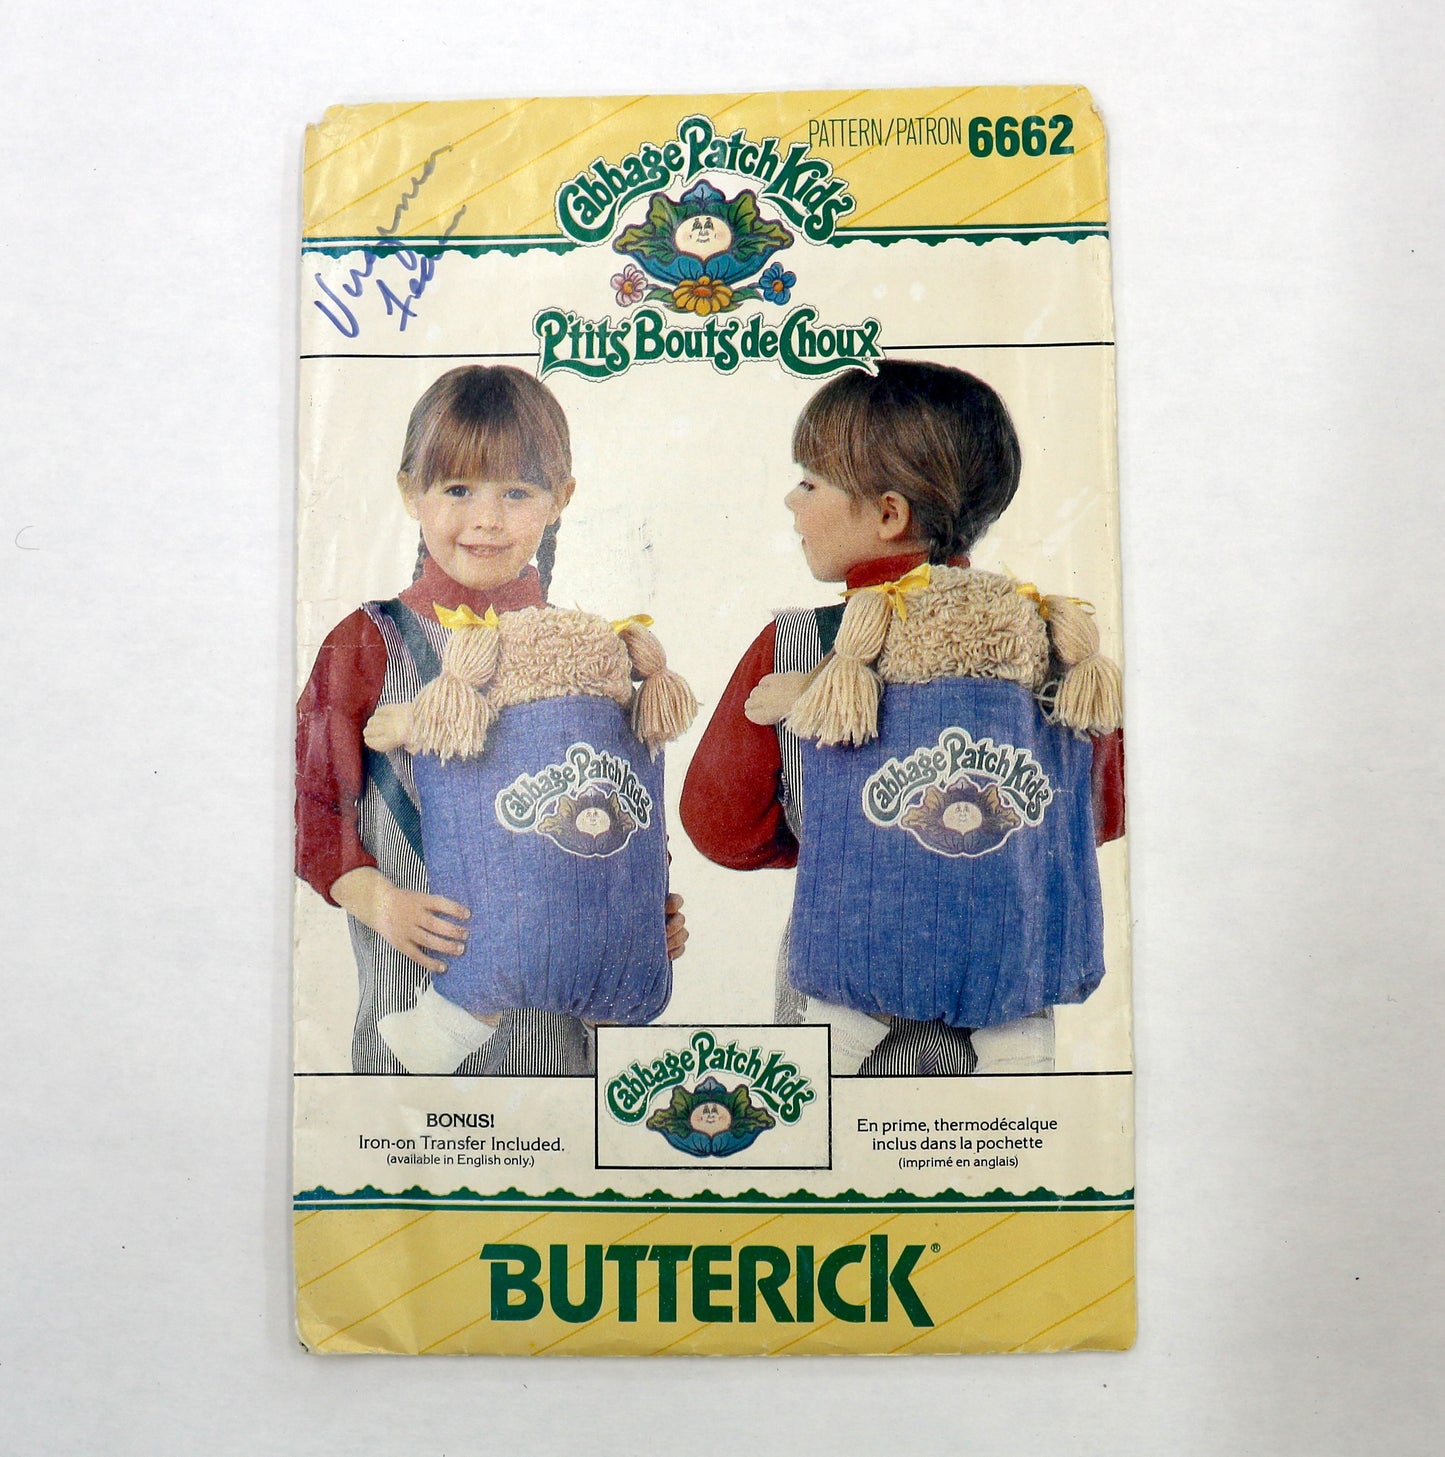 PATTERN/PATRON 6662
Cabbage Patch Kids
Virginia
P'tits Bouts de Choux
Cabbage Patch Kids
Cabbage Patch Kids
Cabbage Patch Kids
BONUS!
Iron-on Transfer Included.
(available in English only.)
En prime, thermodécalque
inclus dans la pochette
(imprimé en anglais)
BUTTERICK®